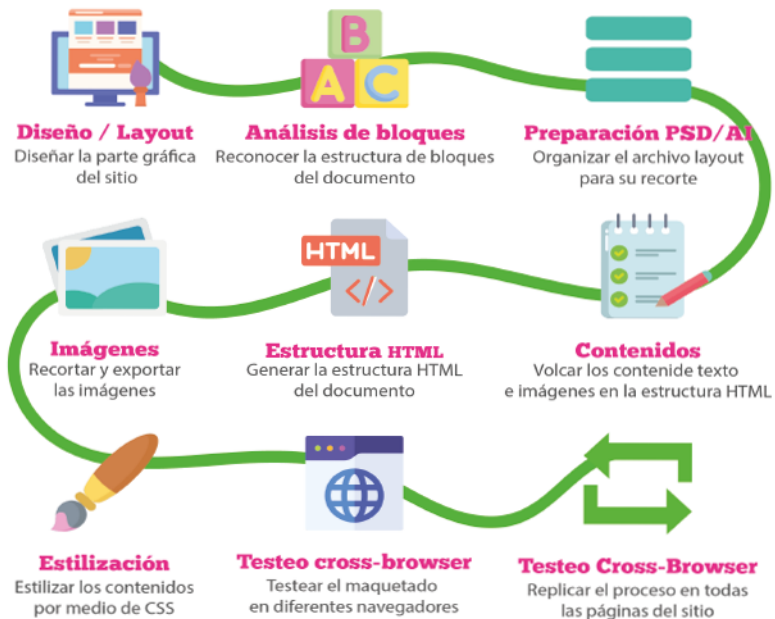 B
A C
Diseño / Layout
Diseñar la parte gráfica
del sitio
Análisis de bloques
Reconocer la estructura de bloques
del documento
Preparación PSD/AI
Organizar el archivo layout
para su recorte
HTML
</>
Imágenes
Recortar y exportar
las imágenes
Estructura HTML
Generar la estructura HTML
del documento
Contenidos
Volcar los contenide texto
e imágenes en la estructura HTML
Estilización
Estilizar los contenidos
por medio de CSS
Testeo cross-browser
Testear el maquetado
en diferentes navegadores
Testeo Cross-Browser
Replicar el proceso en todas
las páginas del sitio